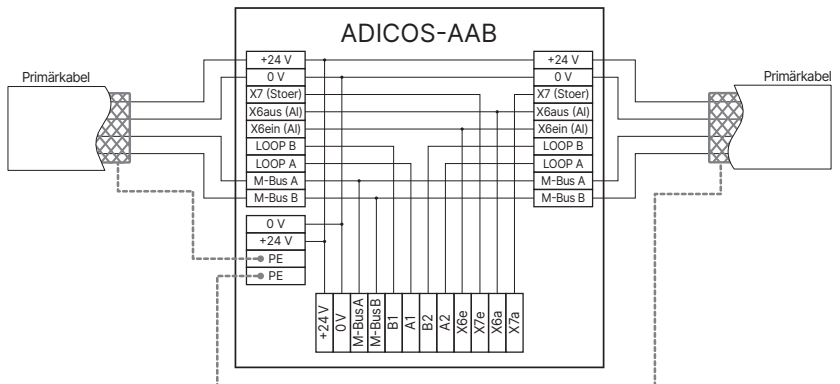 ADICOS-AAB
Primärkabel
Primärkabel
+24 V
0 V
X7 (Stoer)
X6aus (AI)
X6ein (AI)
LOOP B
LOOP A
M-Bus A
M-Bus B
+24 V
0 V
X7 (Stoer)
X6aus (AI)
X6ein (AI)
LOOP B
LOOP A
M-Bus A
M-Bus B
0 V
+24 V
PE
PE
+24V
0V
M-BusA
M-BusB
B1
A1
B2
A2
X6e
X7e
X6a
X7a